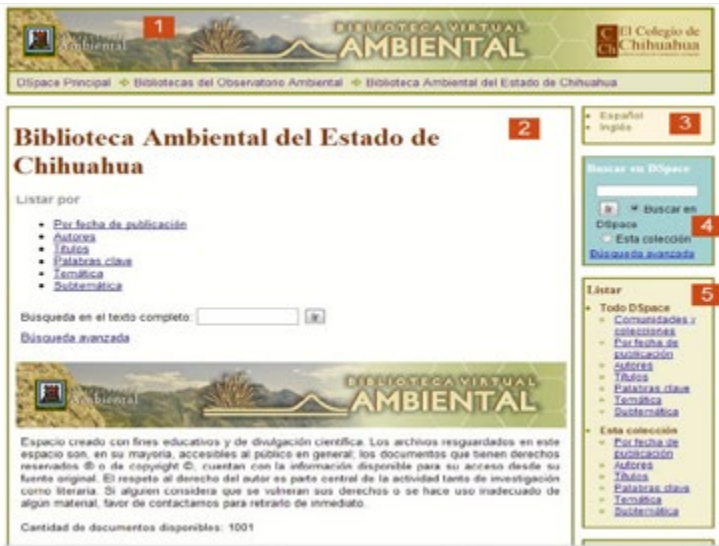 1
Ambiental
BIBLIOTECA VIRTUAL
AMBIENTAL
C Ch
El Colegio de
Chihuahua
DSpace Principal Bibliotecas del Observatorio Ambiental Biblioteca Ambiental del Estado de Chihuahua
2
Biblioteca Ambiental del Estado de
Chihuahua
Listar por
Por fecha de publicación
Autores
Títulos
Palabras clave
Temática
Subtemática
Búsqueda en el texto completo: Ir
Búsqueda avanzada
Ambiental
BIBLIOTECA VIRTUAL
AMBIENTAL
Espacio creado con fines educativos y de divulgación científica. Los archivos resguardados en este
espacio son, en su mayoría, accesibles al público en general; los documentos que tienen derechos
reservados ® o de copyright ©, cuentan con la información disponible para su acceso desde su
fuente original. El respeto al derecho del autor es parte central de la actividad tanto de investigación
como literaria. Si alguien considera que se vulneran sus derechos o se hace uso inadecuado de
algún material, favor de contactarnos para retirarlo de inmediato.
Cantidad de documentos disponibles: 1001
Español
Inglés
3
Buscar en DSpace
Ir Buscar en
DSpace
4
Esta colección
Búsqueda avanzada
5
Listar
Todo DSpace
Comunidades y
colecciones
Por fecha de
publicación
Autores
Títulos
Palabras clave
Temática
Subtemática
Esta colección
Por fecha de
publicación
Autores
Títulos
Palabras clave
Temática
Subtemática